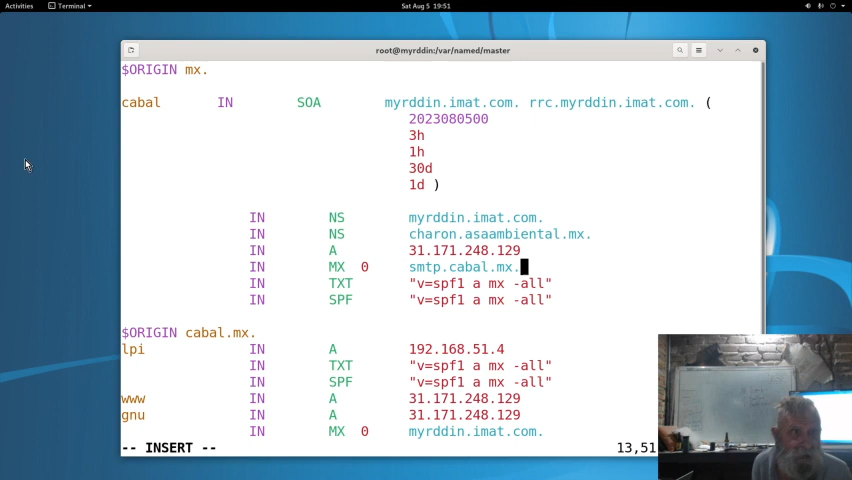 Activities Terminal Sat Aug 5 19:51
root@myrddin:/var/named/master
$ORIGIN mx.
cabal IN SOA myrddin.imat.com. rrc.myrddin.imat.com. (
2023080500
3h
1h
30d
1d )
IN NS myrddin.imat.com.
IN NS charon.asaambiental.mx.
IN A 31.171.248.129
IN MX 0 smtp.cabal.mx.
IN TXT "v=spf1 a mx -all"
IN SPF "v=spf1 a mx -all"
$ORIGIN cabal.mx.
lpi IN A 192.168.51.4
IN TXT "v=spf1 a mx -all"
IN SPF "v=spf1 a mx -all"
www IN A 31.171.248.129
gnu IN A 31.171.248.129
IN MX 0 myrddin.imat.com.
-- INSERT -- 13,51